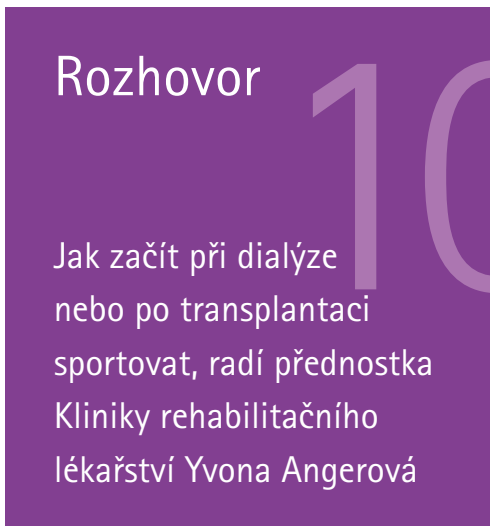 Rozhovor
10
Jak začít při dialýze
nebo po transplantaci
sportovat, radí přednostka
Kliniky rehabilitačního
lékařství Yvona Angerová